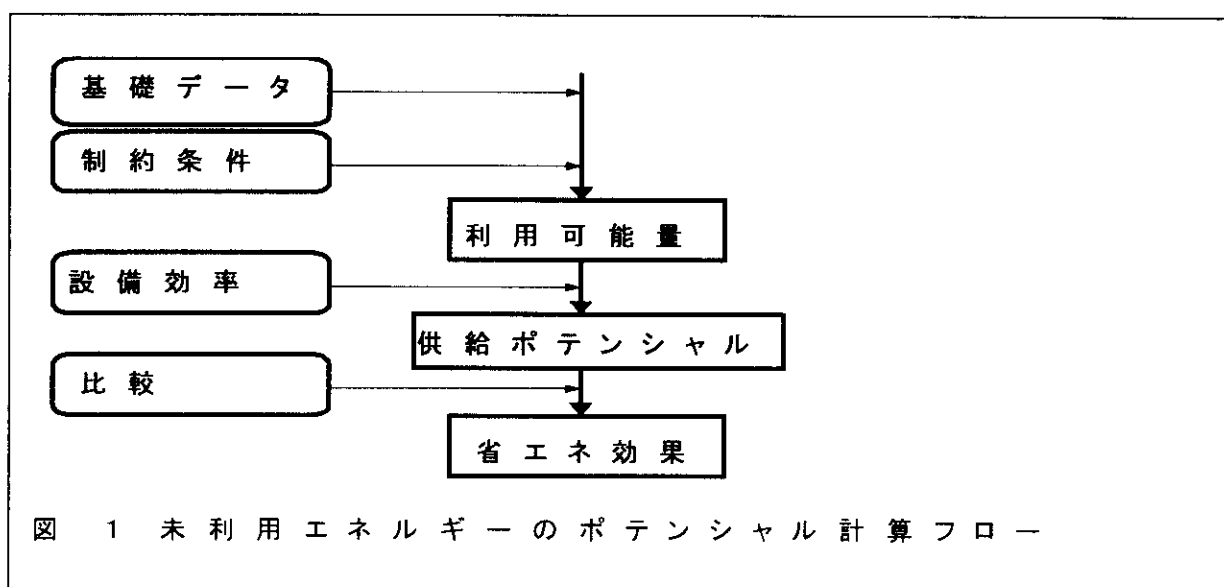 基礎データ
制約条件
利用可能量
設備効率
供給ポテンシャル
比較
省エネ効果
図 1 未利用エネルギーのポテンシャル計算フロー